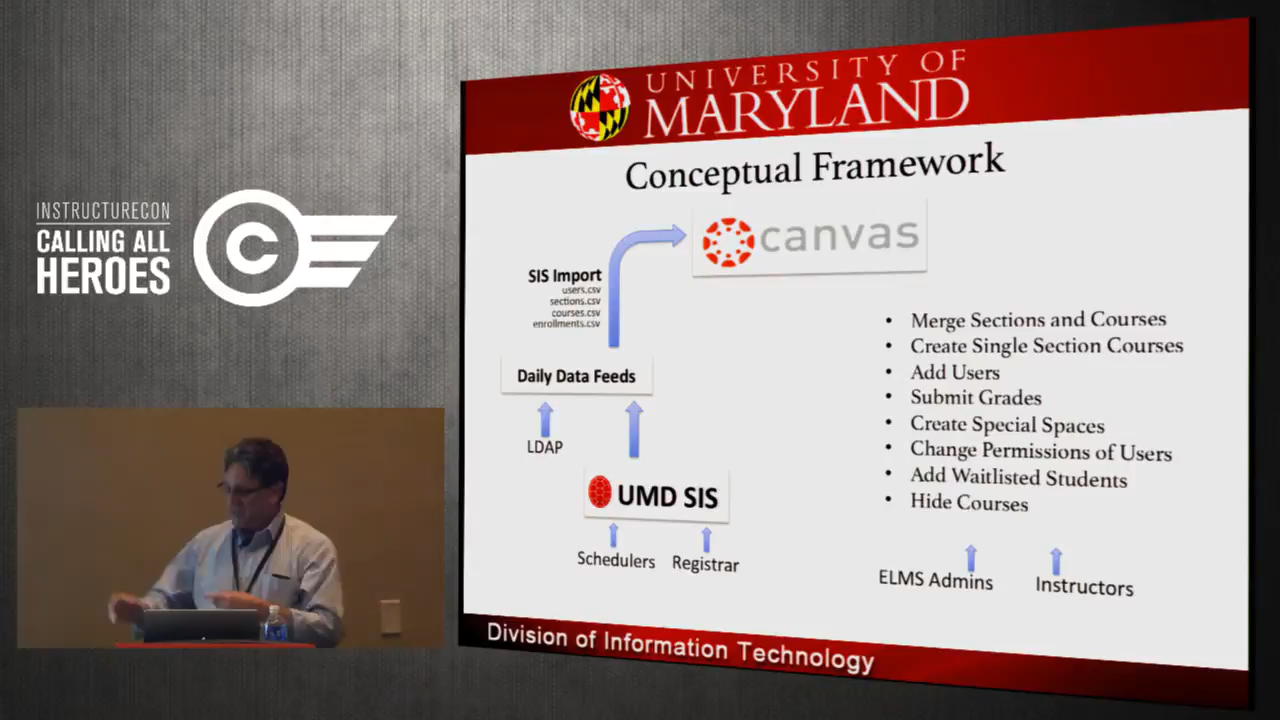 INSTRUCTURECON
CALLING ALL
HEROES
C
UNIVERSITY OF
MARYLAND
Conceptual Framework
canvas
SIS Import
users.csv
sections.csv
courses.csv
enrollments.csv
Daily Data Feeds
LDAP
UMD SIS
Schedulers
Registrar
• Merge Sections and Courses
• Create Single Section Courses
• Add Users
• Submit Grades
• Create Special Spaces
• Change Permissions of Users
• Add Waitlisted Students
• Hide Courses
ELMS Admins
Instructors
Division of Information Technology